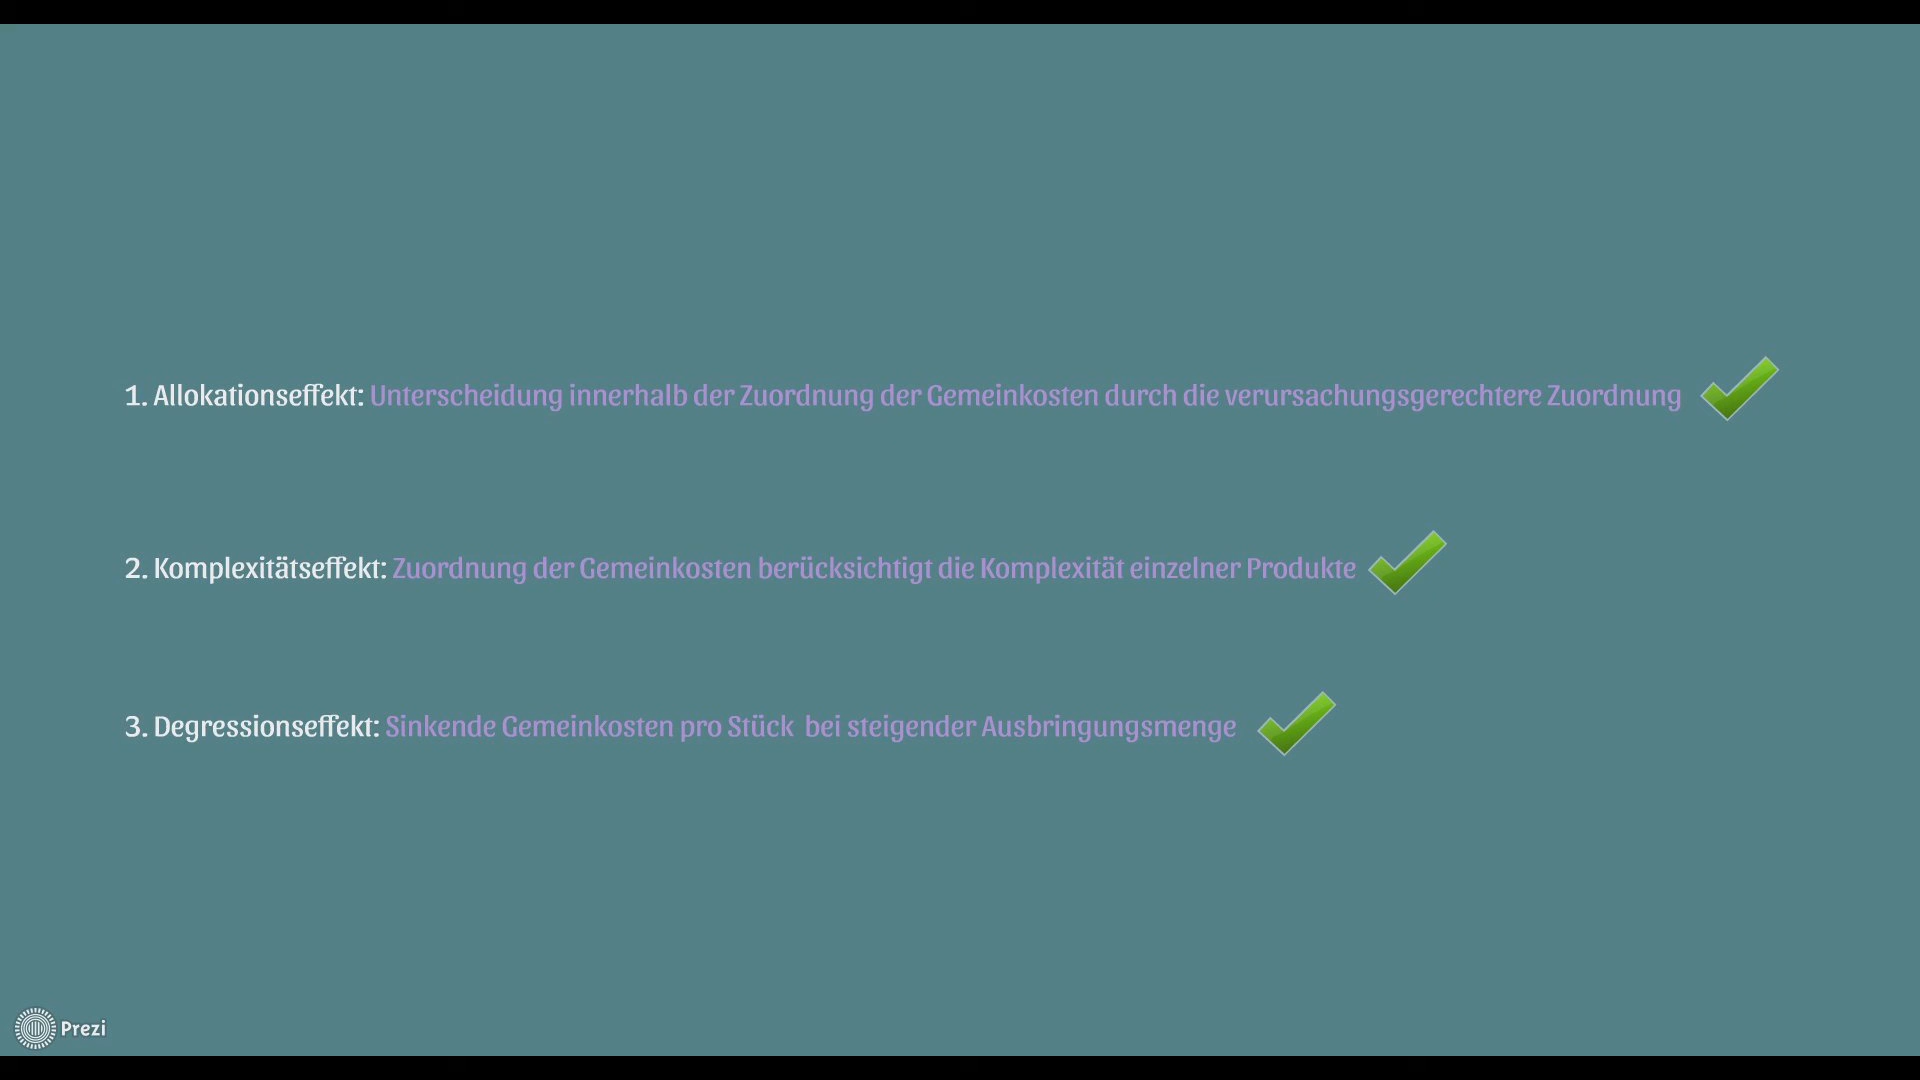 1. Allokationseffekt: Unterscheidung innerhalb der Zuordnung der Gemeinkosten durch die verursachungsgerechtere Zuordnung
2. Komplexitätseffekt: Zuordnung der Gemeinkosten berücksichtigt die Komplexität einzelner Produkte
3. Degressionseffekt: Sinkende Gemeinkosten pro Stück bei steigender Ausbringungsmenge
Prezi